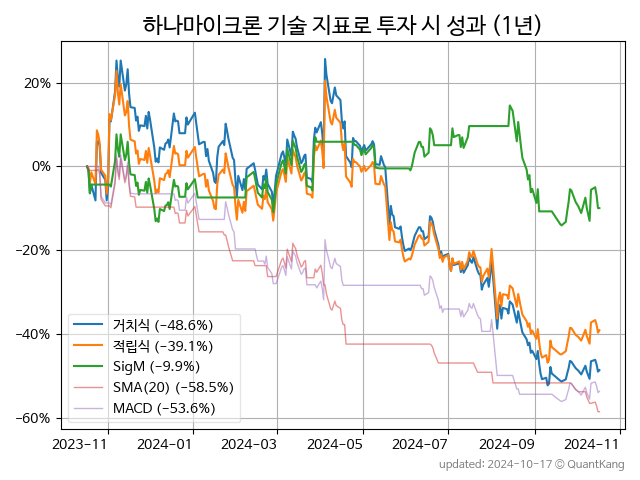 하나마이크론 기술 지표로 투자 시 성과 (1년)
20%
0%
−20%
−40%
−60%
거치식 (−48.6%)
적립식 (−39.1%)
SigM (−9.9%)
SMA(20) (−58.5%)
MACD (−53.6%)
2023−11 2024−01 2024−03 2024−05 2024−07 2024−09 2024−11
updated: 2024-10-17 © QuantKang